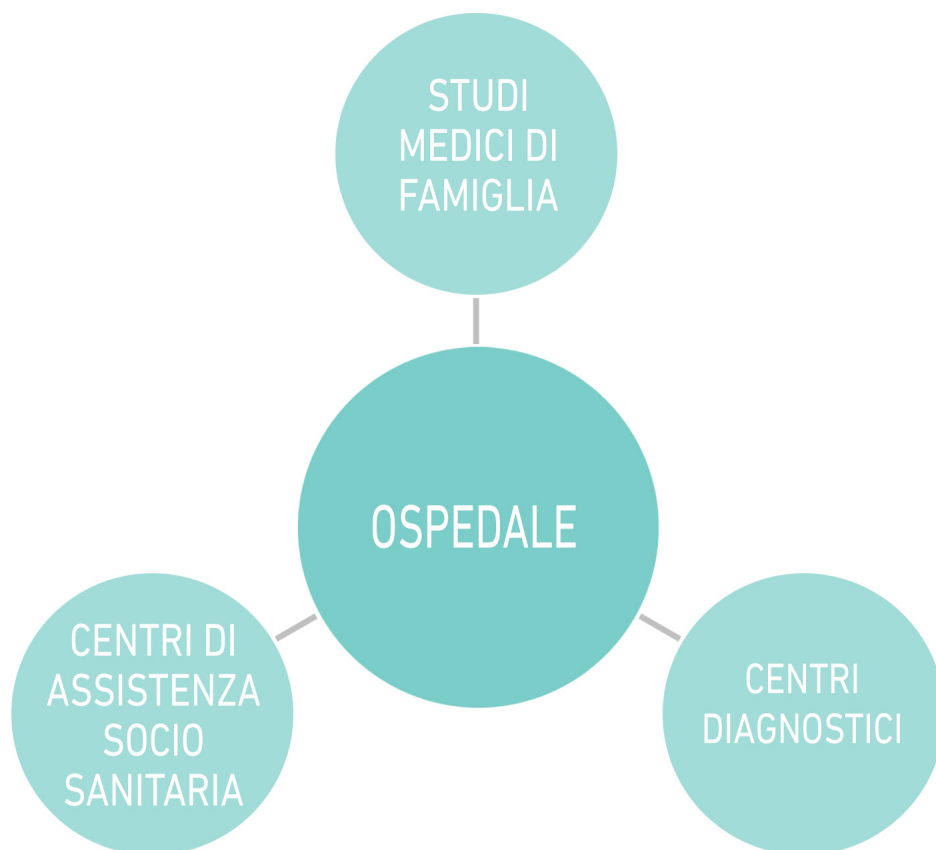 STUDI
MEDICI DI
FAMIGLIA
OSPEDALE
CENTRI DI
ASSISTENZA
SOCIO
SANITARIA
CENTRI
DIAGNOSTICI